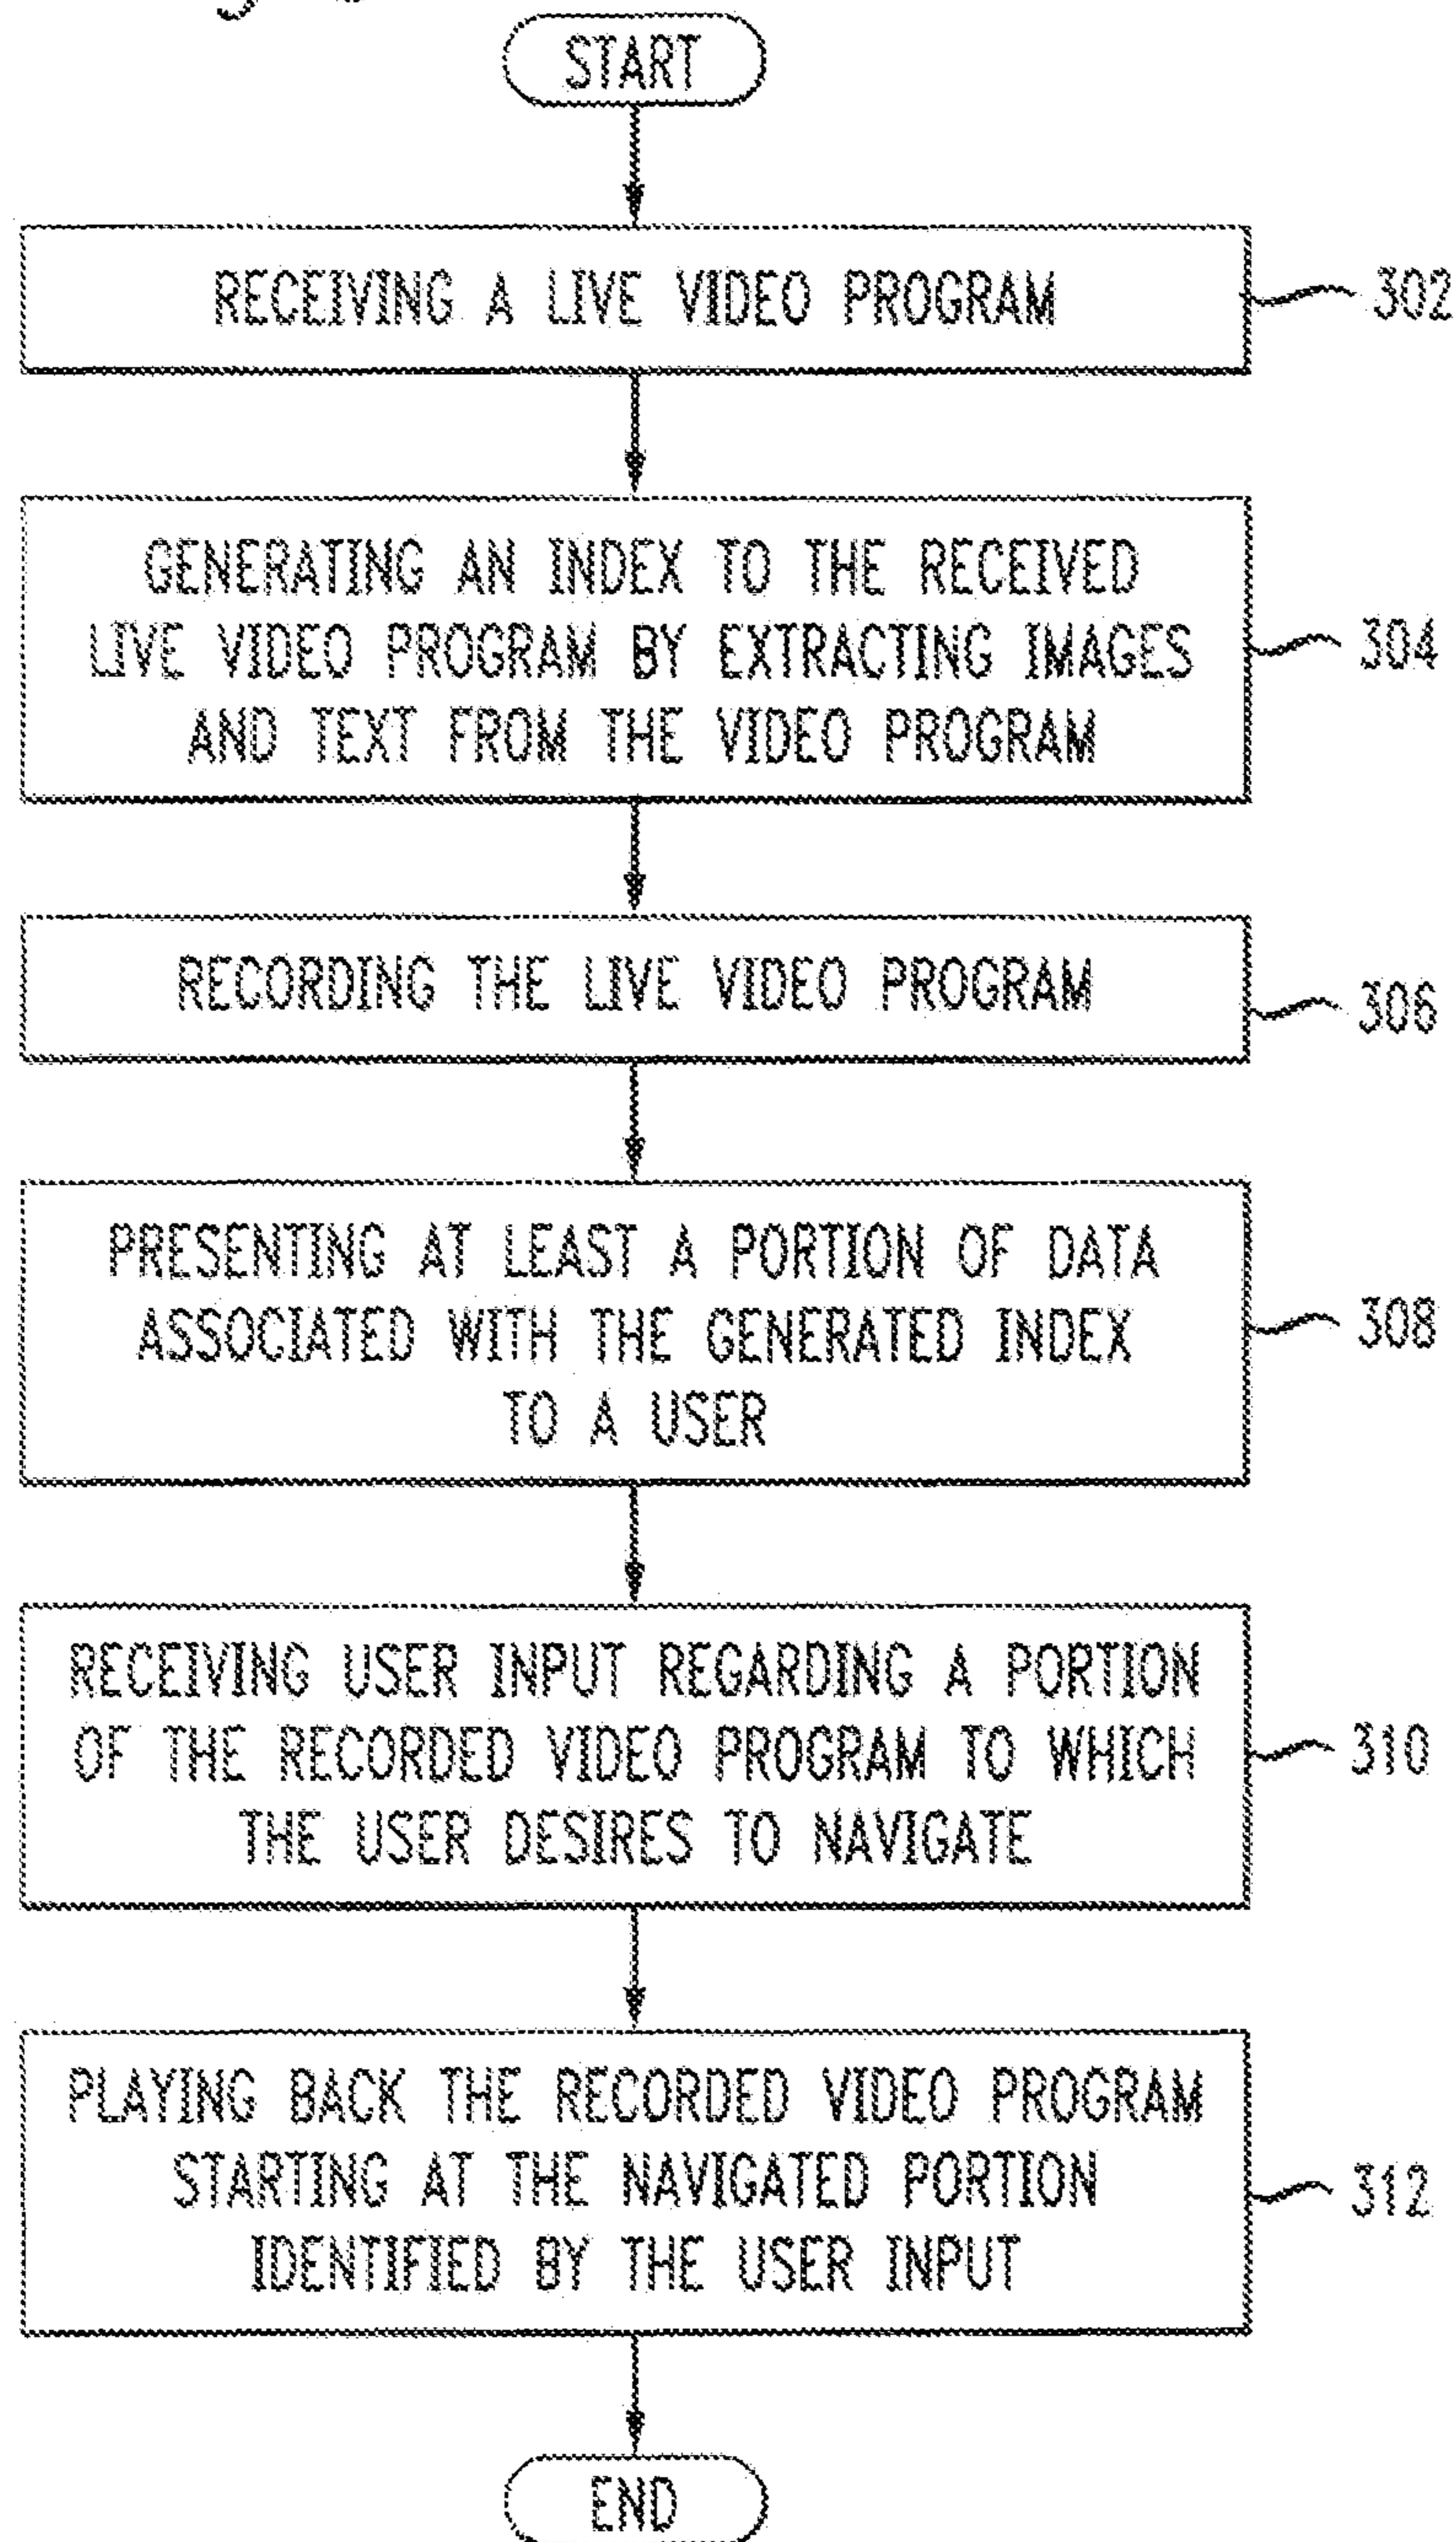 START
RECEIVING A LIVE VIDEO PROGRAM
302
GENERATING AN INDEX TO THE RECEIVED
LIVE VIDEO PROGRAM BY EXTRACTING IMAGES
AND TEXT FROM THE VIDEO PROGRAM
304
RECORDING THE LIVE VIDEO PROGRAM
306
PRESENTING AT LEAST A PORTION OF DATA
ASSOCIATED WITH THE GENERATED INDEX
TO A USER
308
RECEIVING USER INPUT REGARDING A PORTION
OF THE RECORDED VIDEO PROGRAM TO WHICH
THE USER DESIRES TO NAVIGATE
310
PLAYING BACK THE RECORDED VIDEO PROGRAM
STARTING AT THE NAVIGATED PORTION
IDENTIFIED BY THE USER INPUT
312
END